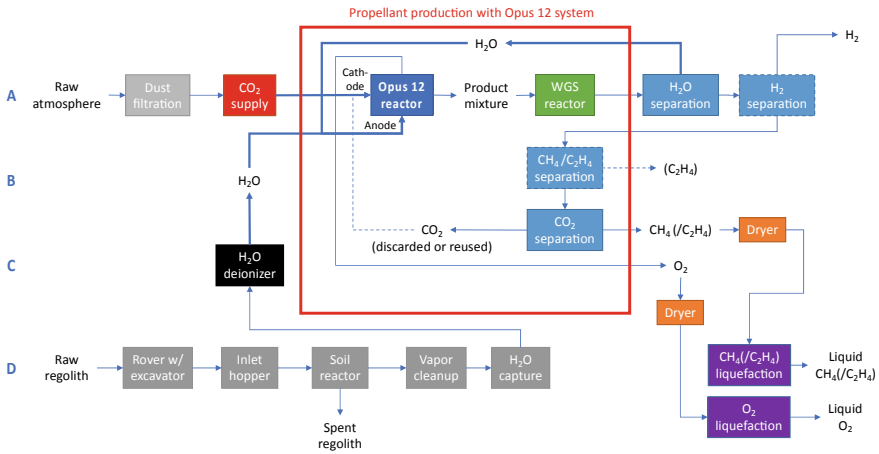 Propellant production with Opus 12 system
H₂O
H₂
Cath-
ode
A
Raw
atmosphere
Dust
filtration
CO₂
supply
Opus 12
reactor
Product
mixture
WGS
reactor
H₂O
separation
H₂
separation
Anode
B
H₂O
CH₄/C₂H₄
separation
(C₂H₄)
CO₂
(discarded or reused)
CO₂
separation
CH₄(/C₂H₄)
Dryer
C
H₂O
deionizer
O₂
Dryer
D
Raw
regolith
Rover w/
excavator
Inlet
hopper
Soil
reactor
Vapor
cleanup
H₂O
capture
CH₄(/C₂H₄)
liquefaction
Liquid
CH₄(/C₂H₄)
Spent
regolith
O₂
liquefaction
Liquid
O₂